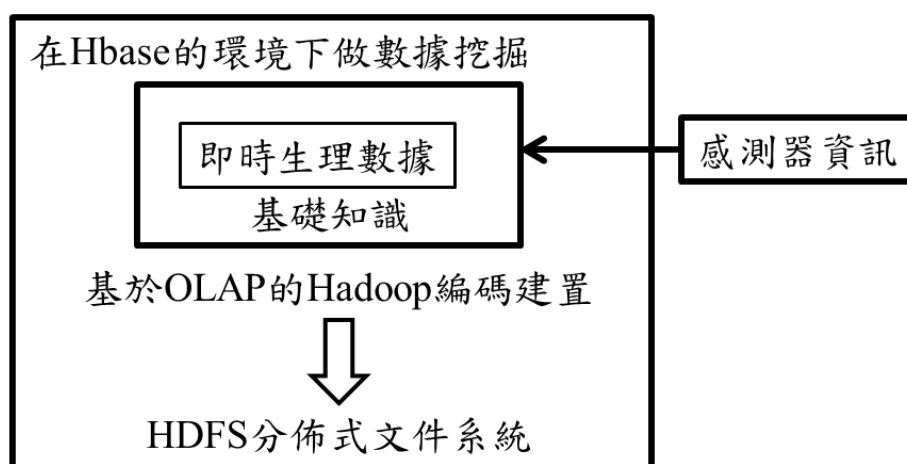 在Hbase的環境下做數據挖掘
即時生理數據
感測器資訊
基礎知識
基於OLAP的Hadoop編碼建置
HDFS分佈式文件系統